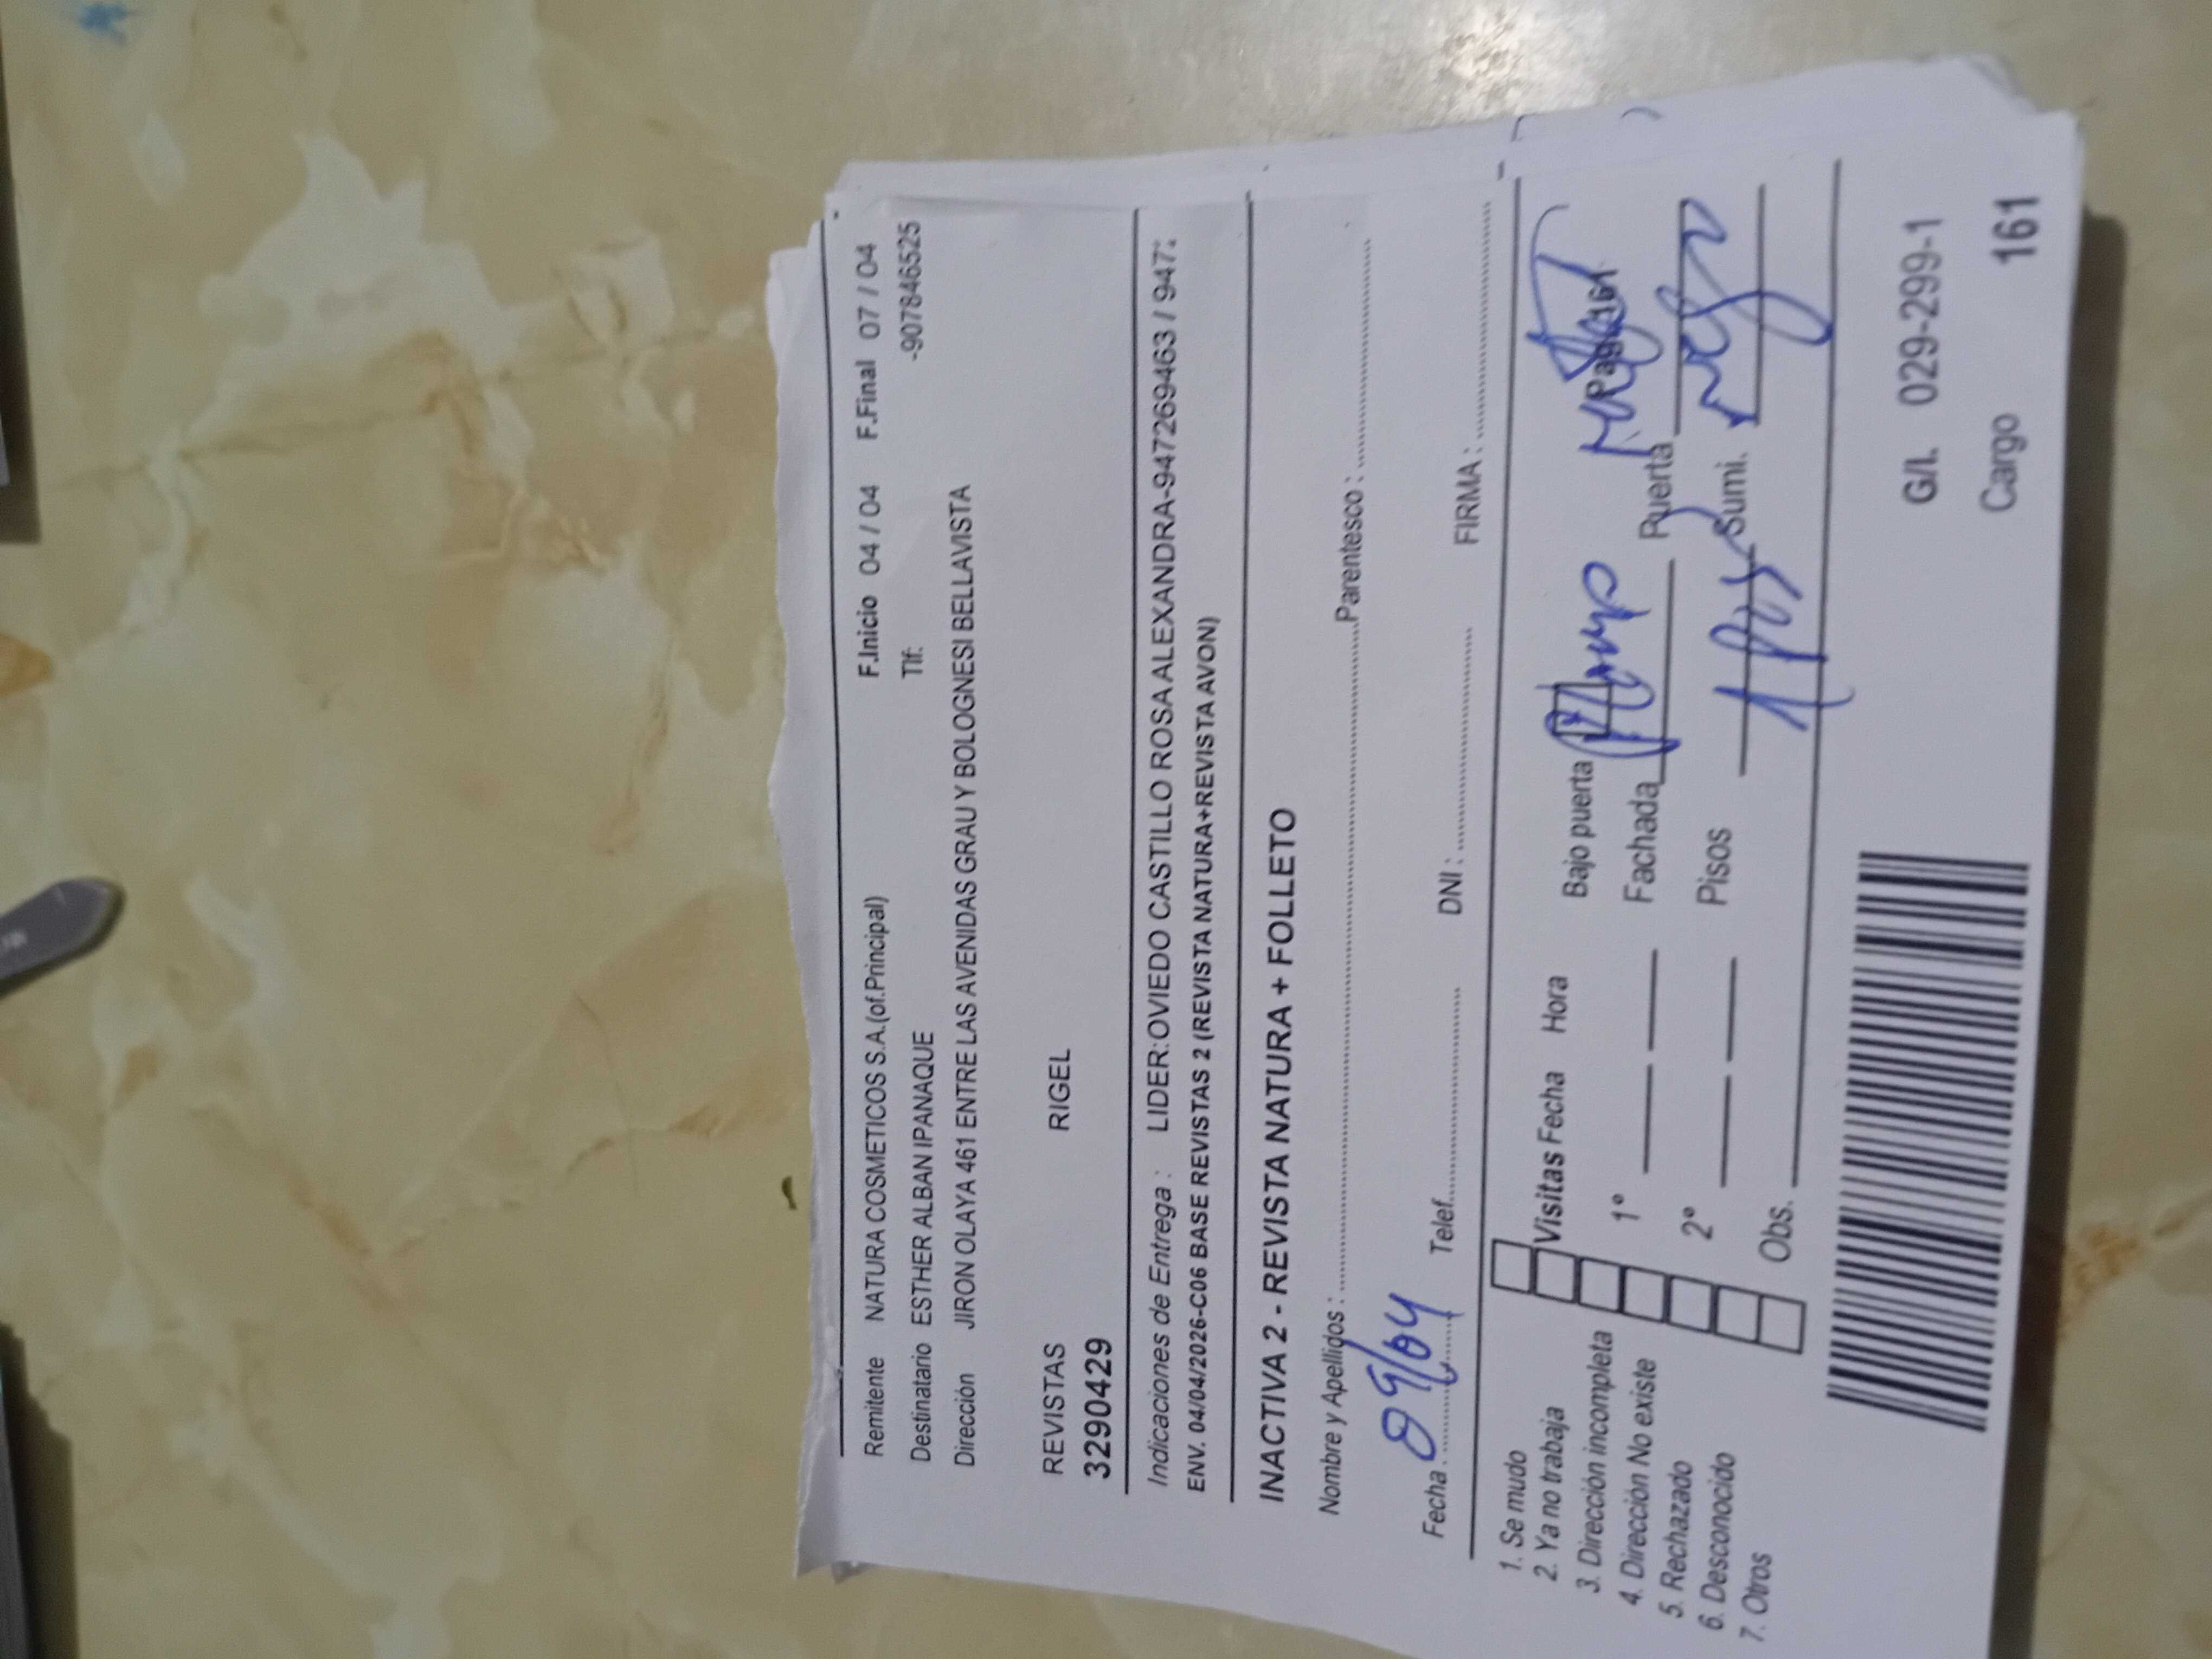 F.Inicio 04 / 04 F.Final 07 / 04
Remitente NATURA COSMETICOS S.A.(of.Principal)
Tlf: -907846525
Destinatario ESTHER ALBAN IPANAQUE
Dirección JIRON OLAYA 461 ENTRE LAS AVENIDAS GRAU Y BOLOGNESI BELLAVISTA
REVISTAS RIGEL
3290429
Indicaciones de Entrega : LIDER:OVIEDO CASTILLO ROSA ALEXANDRA-947269463 / 947
ENV. 04/04/2026-C06 BASE REVISTAS 2 (REVISTA NATURA+REVISTA AVON)
INACTIVA 2 - REVISTA NATURA + FOLLETO
Nombre y Apellidos : Parentesco :
Fecha 09/04 Telef. DNI : FIRMA :
1. Se mudo
2. Ya no trabaja
3. Dirección incompleta
4. Dirección No existe
5. Rechazado
6. Desconocido
7. Otros
Visitas Fecha Hora
1°
2°
Obs.
Bajo puerta
Fachada Puerta
Pisos 1 Sumi.
G/I. 029-299-1
Cargo 161